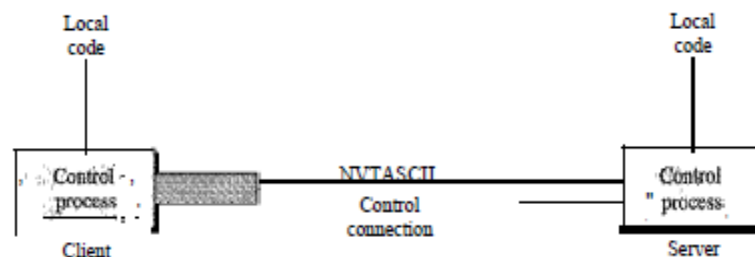 Local
code
Local
code
Control
process
NVTASCII
Control
connection
Control
process
Client
Server